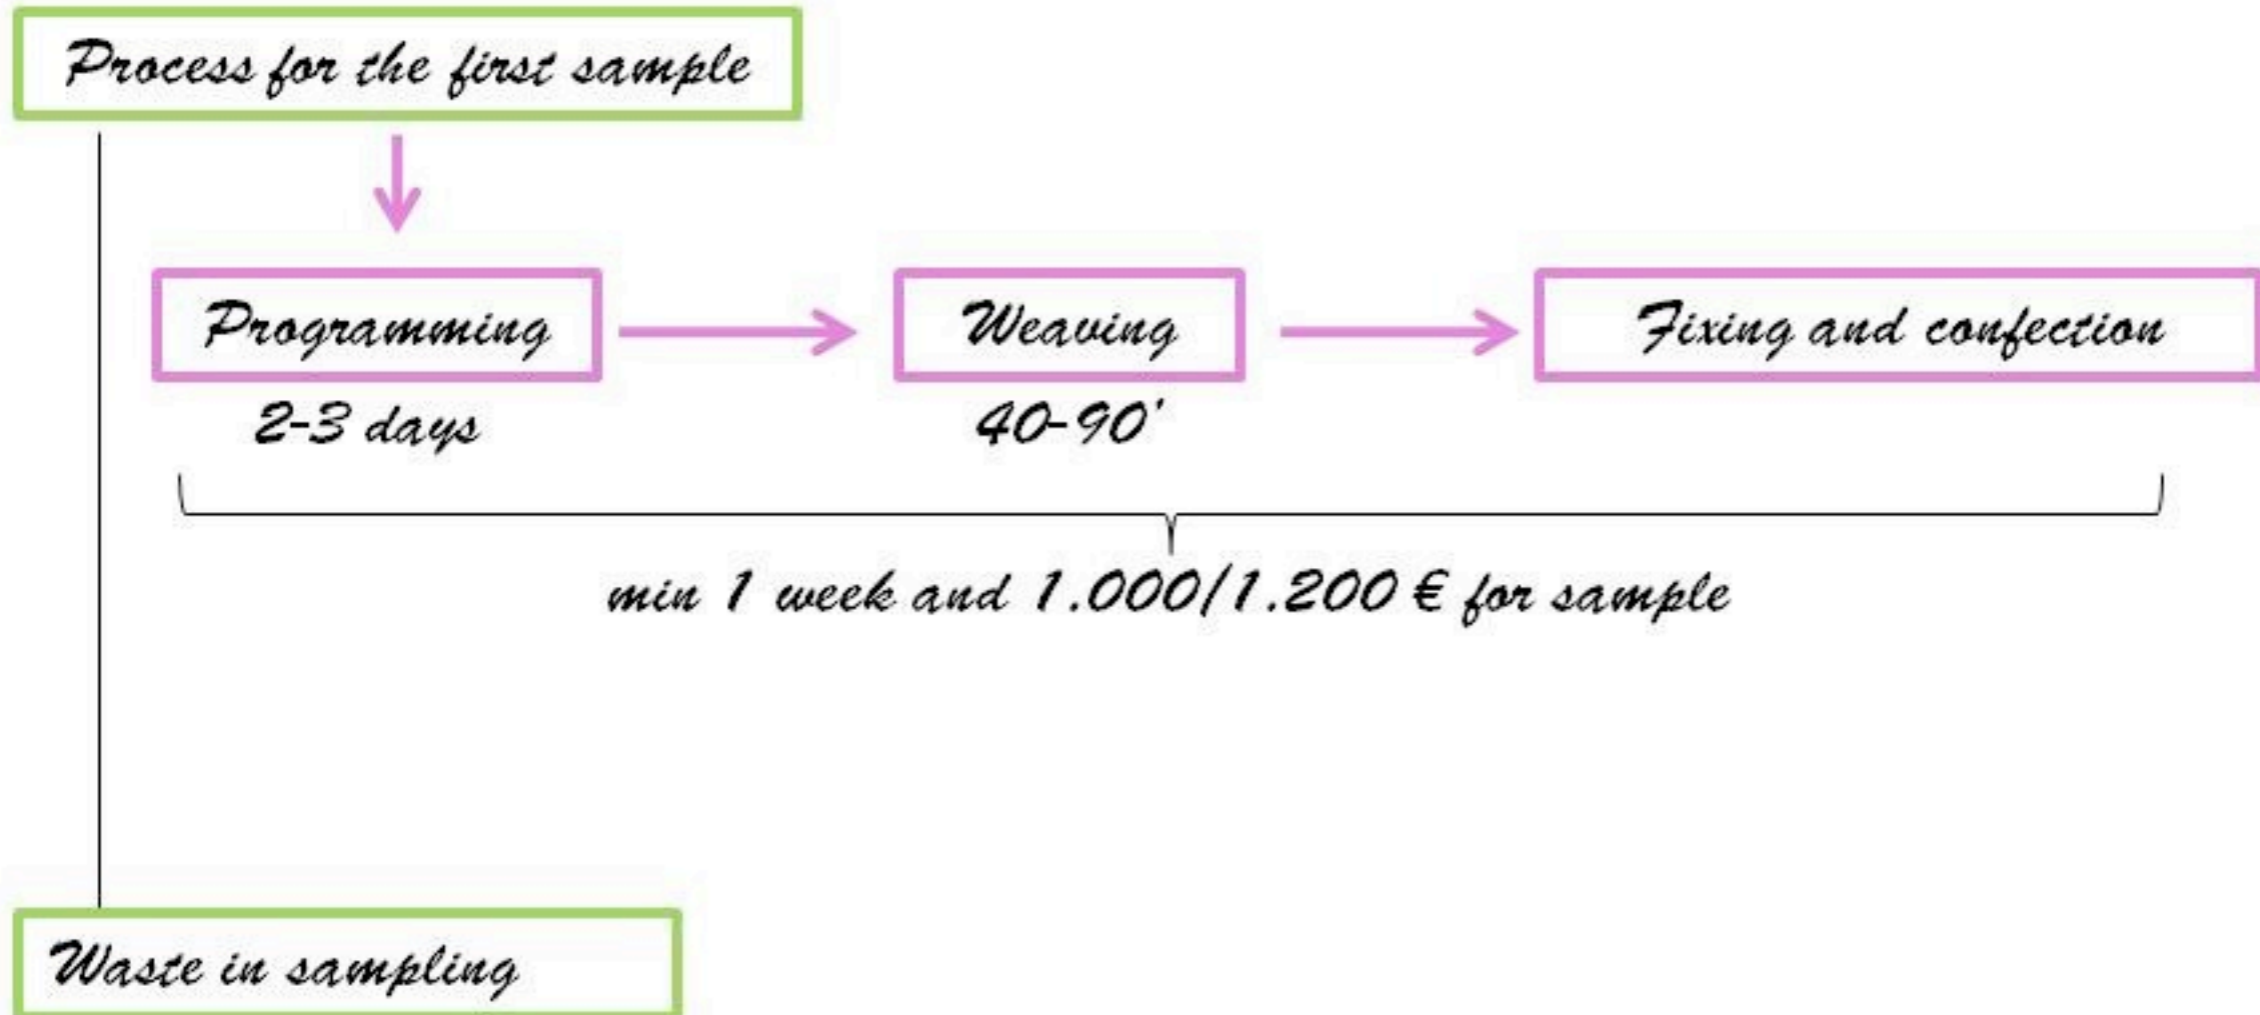 Process for the first sample
Programming
Weaving
Fixing and confection
2-3 days
40-90'
min 1 week and 1.000/1.200 € for sample
Waste in sampling